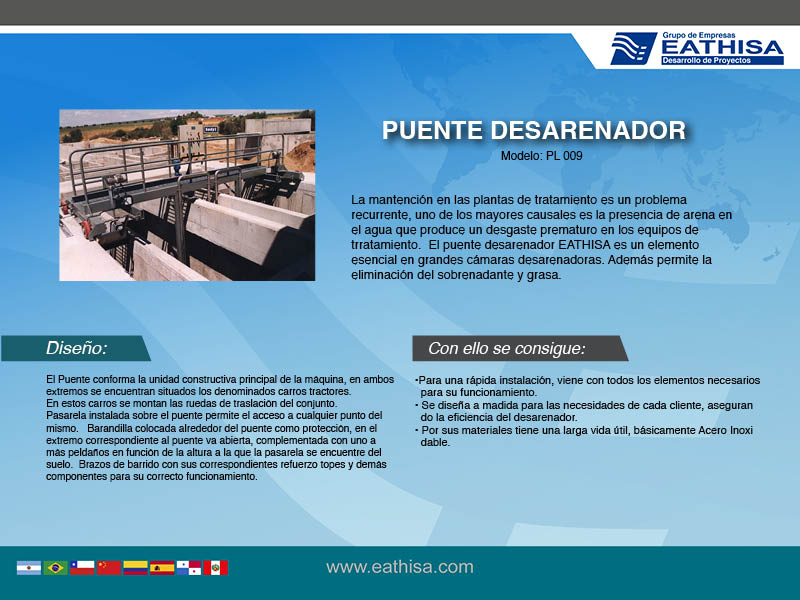 Grupo de Empresas
EATHISA
Desarrollo de Proyectos
PUENTE DESARENADOR
Modelo: PL 009
La mantención en las plantas de tratamiento es un problema
recurrente, uno de los mayores causales es la presencia de arena en
el agua que produce un desgaste prematuro en los equipos de
trratamiento.  El puente desarenador EATHISA es un elemento
esencial en grandes cámaras desarenadoras. Además permite la
eliminación del sobrenadante y grasa.
Diseño:
El Puente conforma la unidad constructiva principal de la máquina, en ambos
extremos se encuentran situados los denominados carros tractores.
En estos carros se montan las ruedas de traslación del conjunto.
Pasarela instalada sobre el puente permite el acceso a cualquier punto del
mismo.   Barandilla colocada alrededor del puente como protección, en el
extremo correspondiente al puente va abierta, complementada con uno a
más peldaños en función de la altura a la que la pasarela se encuentre del
suelo.  Brazos de barrido con sus correspondientes refuerzo topes y demás
componentes para su correcto funcionamiento.
Con ello se consigue:
·Para una rápida instalación, viene con todos los elementos necesarios
para su funcionamiento.
· Se diseña a madida para las necesidades de cada cliente, aseguran
do la eficiencia del desarenador.
· Por sus materiales tiene una larga vida útil, básicamente Acero Inoxi
dable.
www.eathisa.com